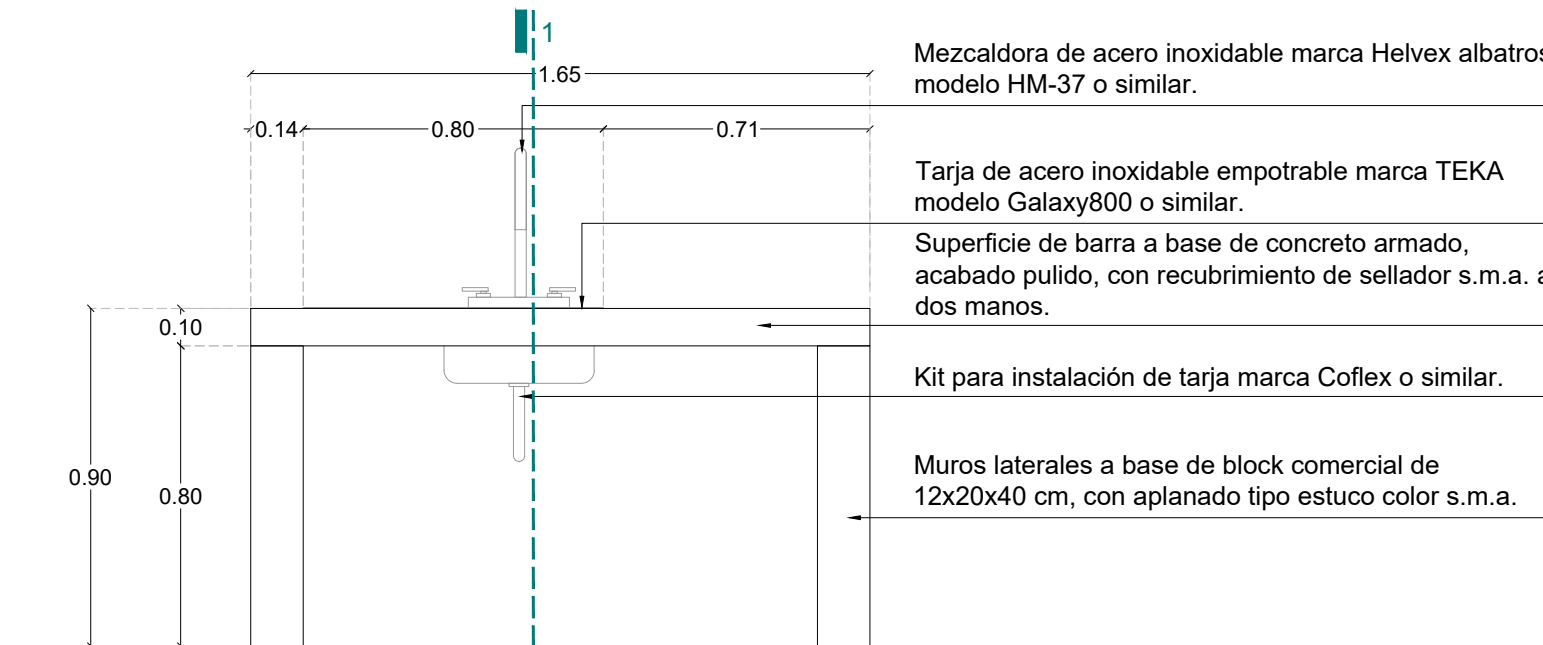 1
1.65
0.14
0.80
0.71
Mezcaldora de acero inoxidable marca Helvex albatros
modelo HM-37 o similar.
Tarja de acero inoxidable empotrable marca TEKA
modelo Galaxy800 o similar.
Superficie de barra a base de concreto armado,
acabado pulido, con recubrimiento de sellador s.m.a. a
dos manos.
0.10
Kit para instalación de tarja marca Coflex o similar.
0.90
0.80
Muros laterales a base de block comercial de
12x20x40 cm, con aplanado tipo estuco color s.m.a.